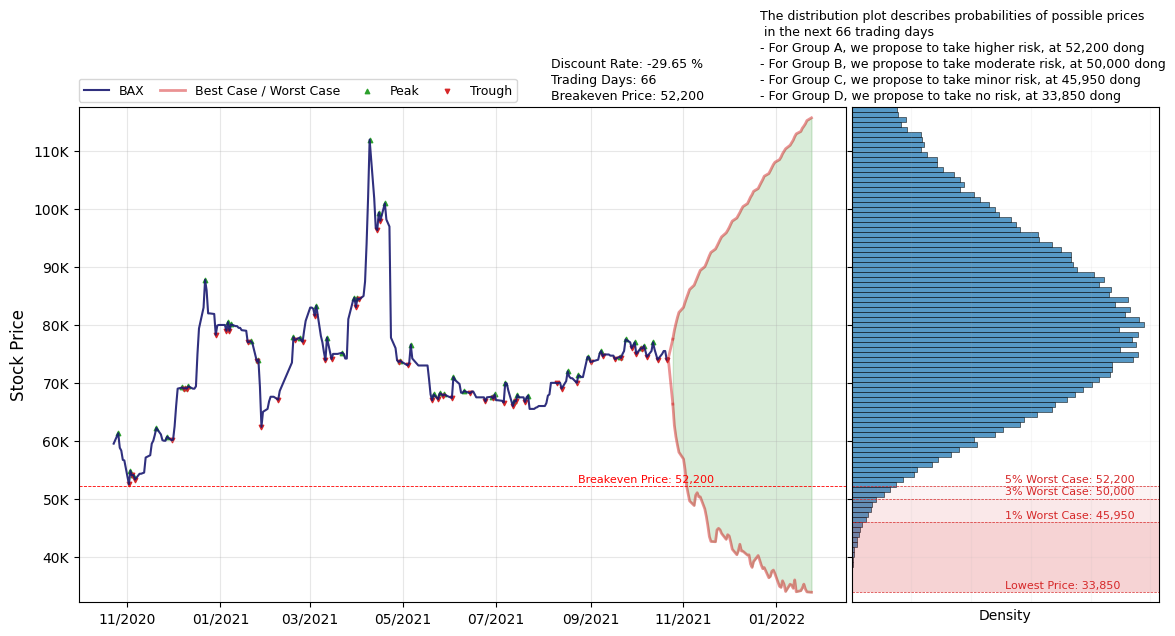 The distribution plot describes probabilities of possible prices
in the next 66 trading days
- For Group A, we propose to take higher risk, at 52,200 dong
- For Group B, we propose to take moderate risk, at 50,000 dong
- For Group C, we propose to take minor risk, at 45,950 dong
- For Group D, we propose to take no risk, at 33,850 dong
Discount Rate: -29.65 %
Trading Days: 66
Breakeven Price: 52,200
BAX
Best Case / Worst Case
Peak
Trough
Stock Price
110K
100K
90K
80K
70K
60K
50K
40K
Breakeven Price: 52,200
5% Worst Case: 52,200
3% Worst Case: 50,000
1% Worst Case: 45,950
Lowest Price: 33,850
11/2020
01/2021
03/2021
05/2021
07/2021
09/2021
11/2021
01/2022
Density